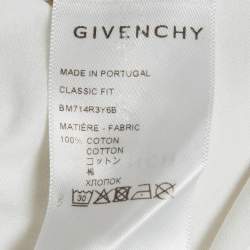 GIVENCHY
MADE IN PORTUGAL
CLASSIC FIT
BM714R3Y6B
MATIÈRE - FABRIC
100% COTON
COTTON
コットン
棉
ХЛОПОК
30